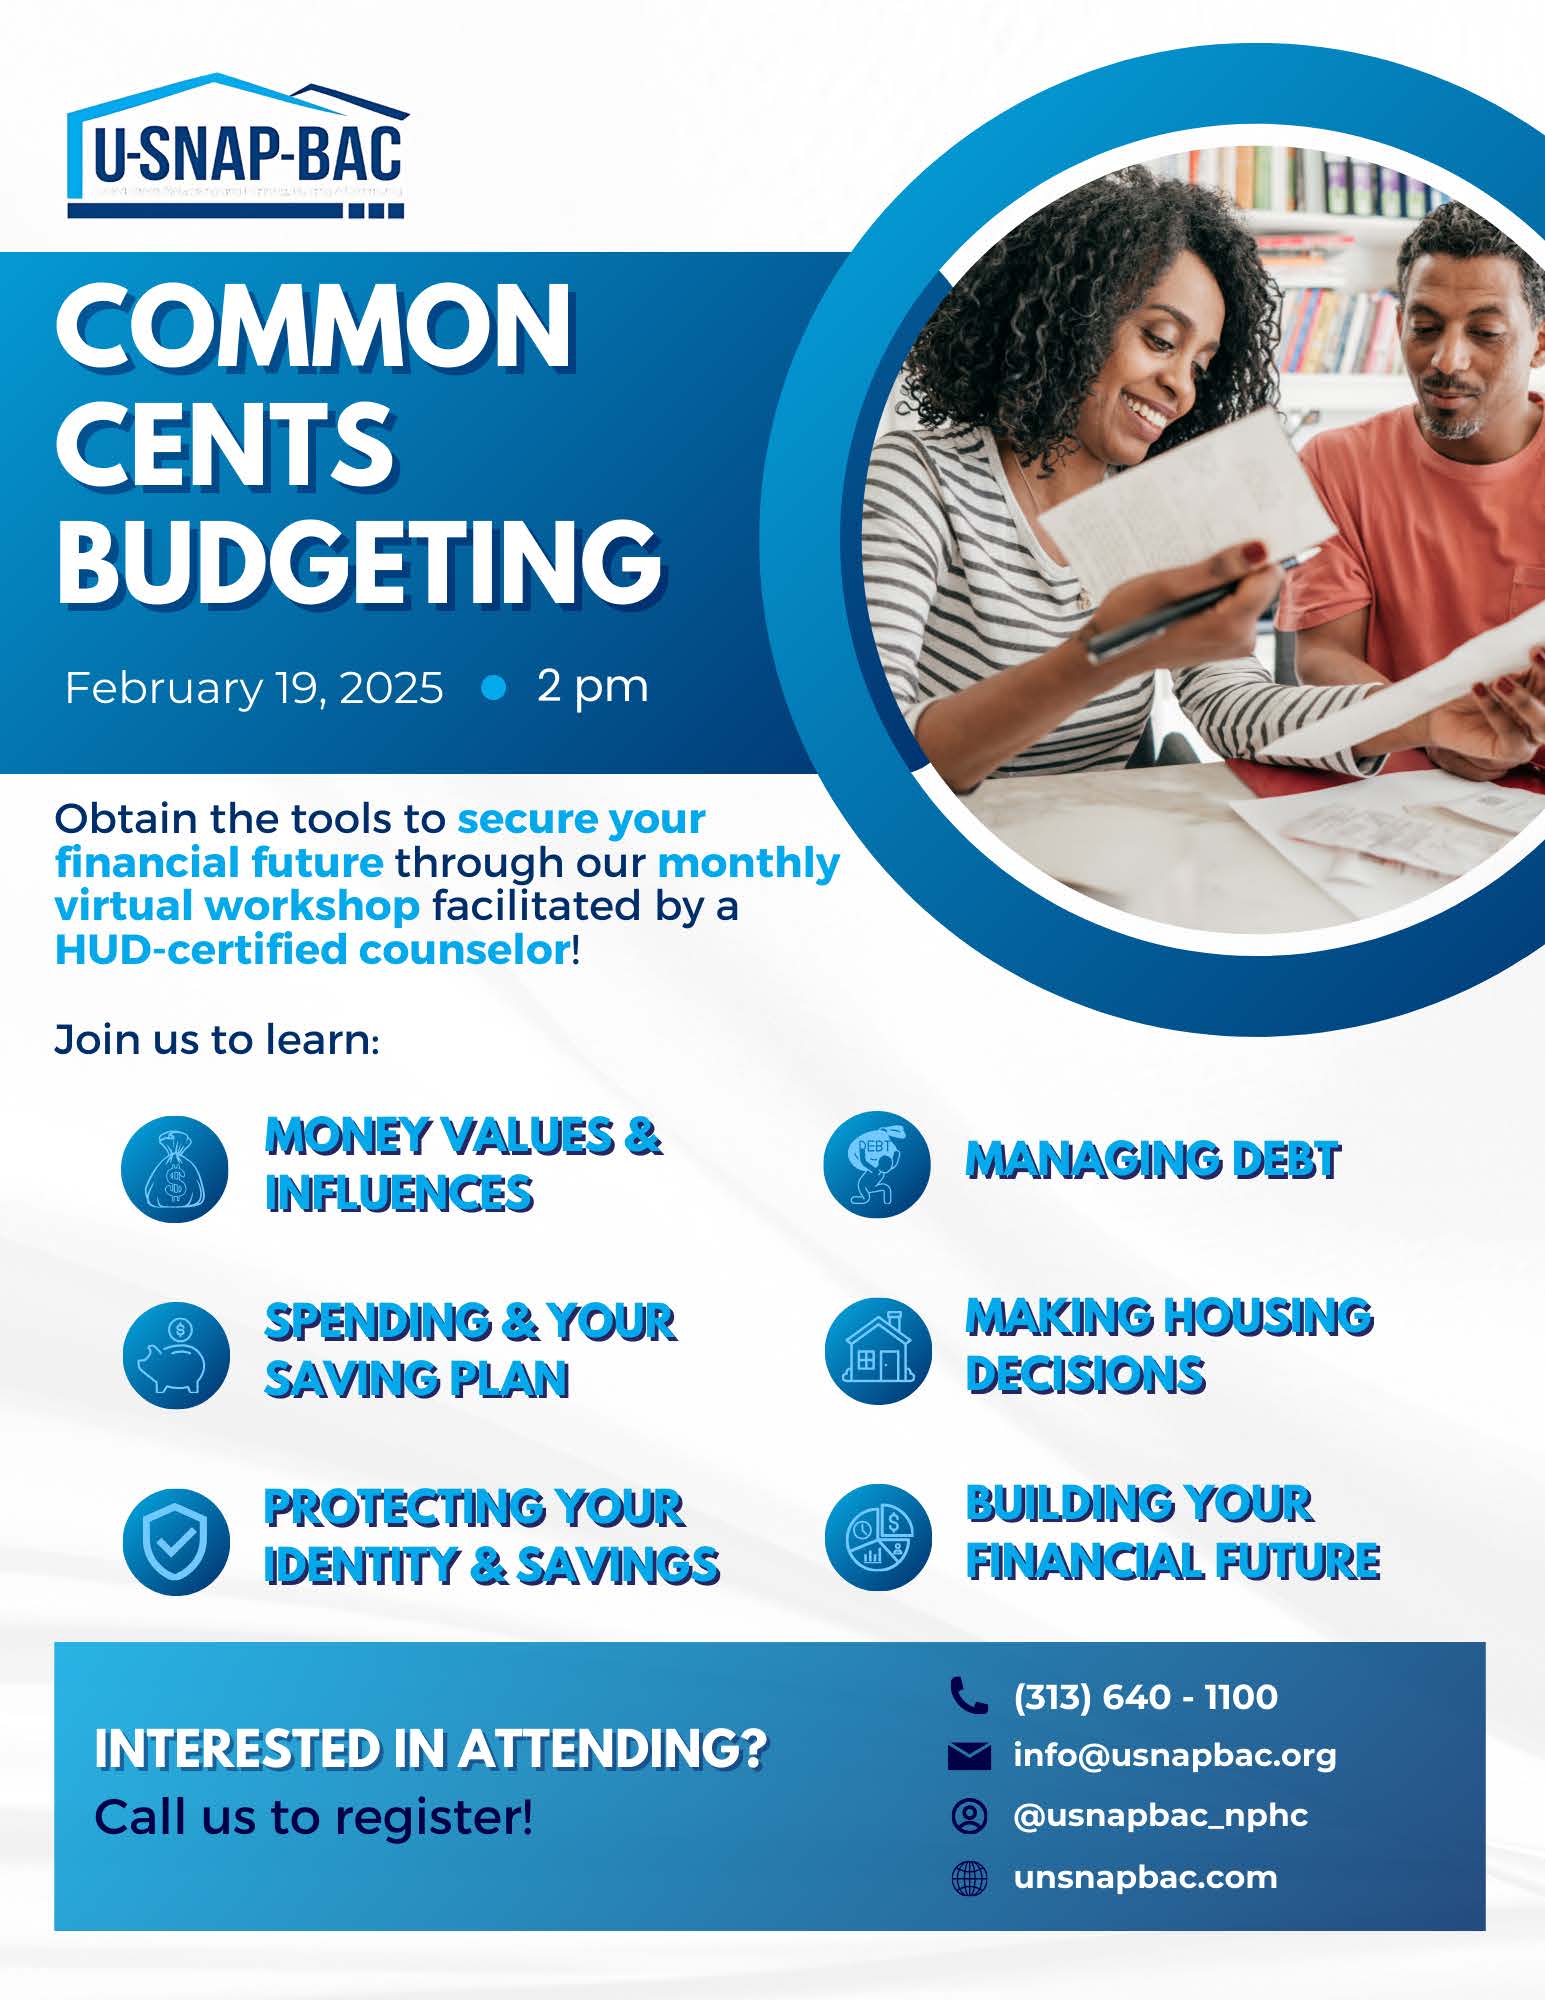 U-SNAP-BAC
COMMON
CENTS
BUDGETING
February 19, 2025 • 2 pm
Obtain the tools to secure your
financial future through our monthly
virtual workshop facilitated by a
HUD-certified counselor!
Join us to learn:
MONEY VALUES &
INFLUENCES
SPENDING & YOUR
SAVING PLAN
PROTECTING YOUR
IDENTITY & SAVINGS
DEBT
MANAGING DEBT
MAKING HOUSING
DECISIONS
BUILDING YOUR
FINANCIAL FUTURE
INTERESTED IN ATTENDING?
Call us to register!
(313) 640 - 1100
info@usnapbac.org
@usnapbac_nphc
unsnapbac.com